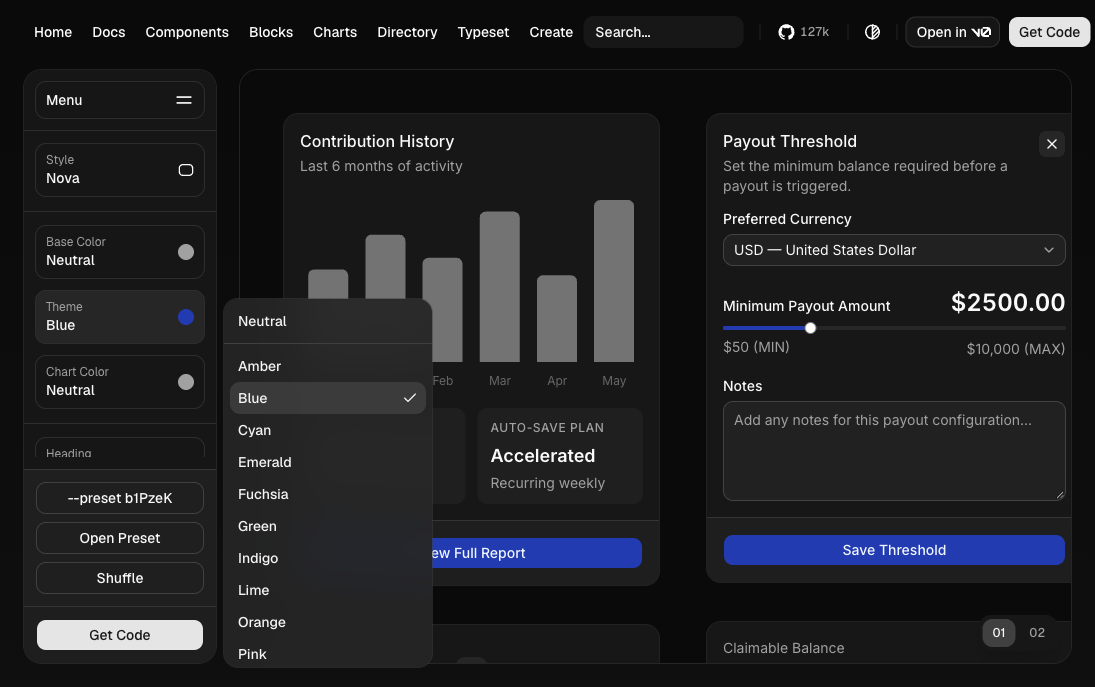 Home Docs Components Blocks Charts Directory Typeset Create Search... 127k Open in v0 Get Code
Menu
Style
Nova
Base Color
Neutral
Theme
Blue
Chart Color
Neutral
Heading
--preset b1PzeK
Open Preset
Shuffle
Get Code
Neutral
Amber
Blue
Cyan
Emerald
Fuchsia
Green
Indigo
Lime
Orange
Pink
Contribution History
Last 6 months of activity
Feb Mar Apr May
AUTO-SAVE PLAN
Accelerated
Recurring weekly
Full Report
Payout Threshold
Set the minimum balance required before a
payout is triggered.
Preferred Currency
USD — United States Dollar
Minimum Payout Amount $2500.00
$50 (MIN) $10,000 (MAX)
Notes
Add any notes for this payout configuration...
Save Threshold
Claimable Balance
01 02